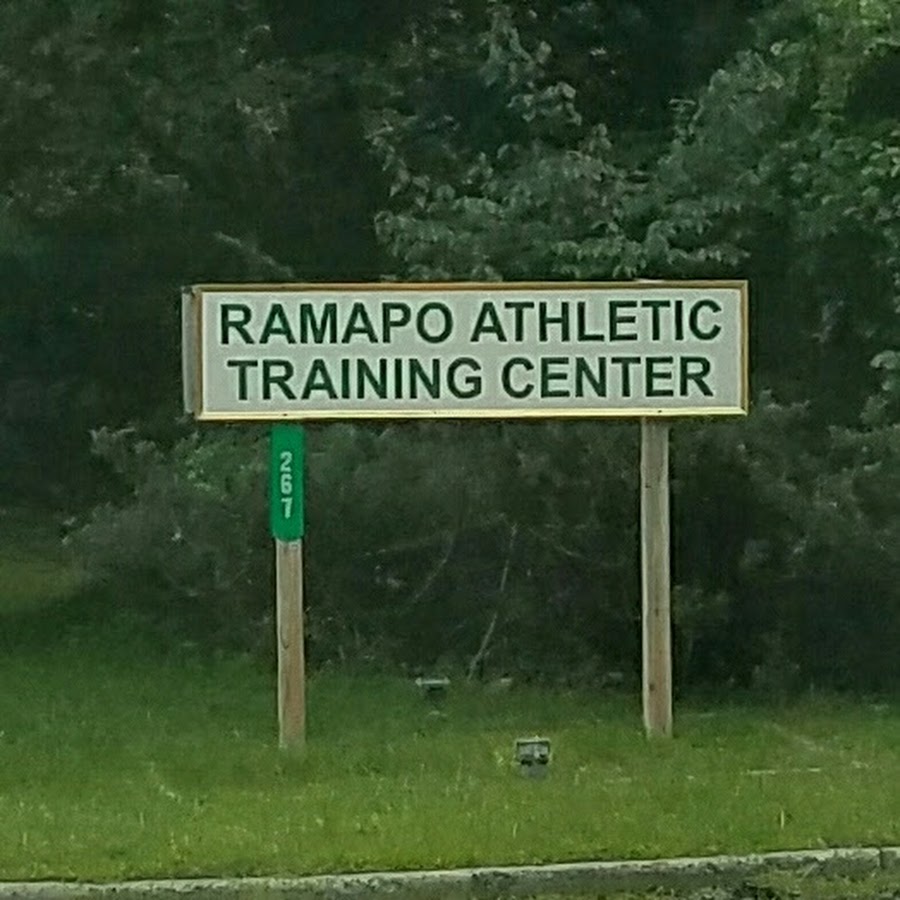 RAMAPO ATHLETIC
TRAINING CENTER
267